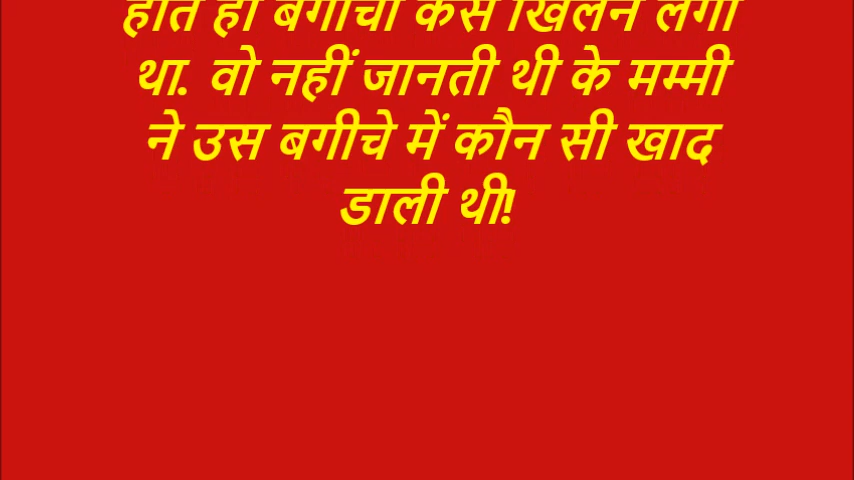 होते ही बगीचा कैसे खिलने लगा
था. वो नहीं जानती थी के मम्मी
ने उस बगीचे में कौन सी खाद
डाली थी!